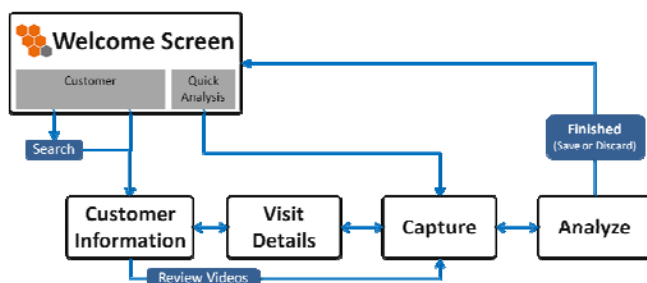 Welcome Screen
Customer
Quick
Analysis
Search
Finished
(Save or Discard)
Customer
Information
Visit
Details
Capture
Analyze
Review Videos